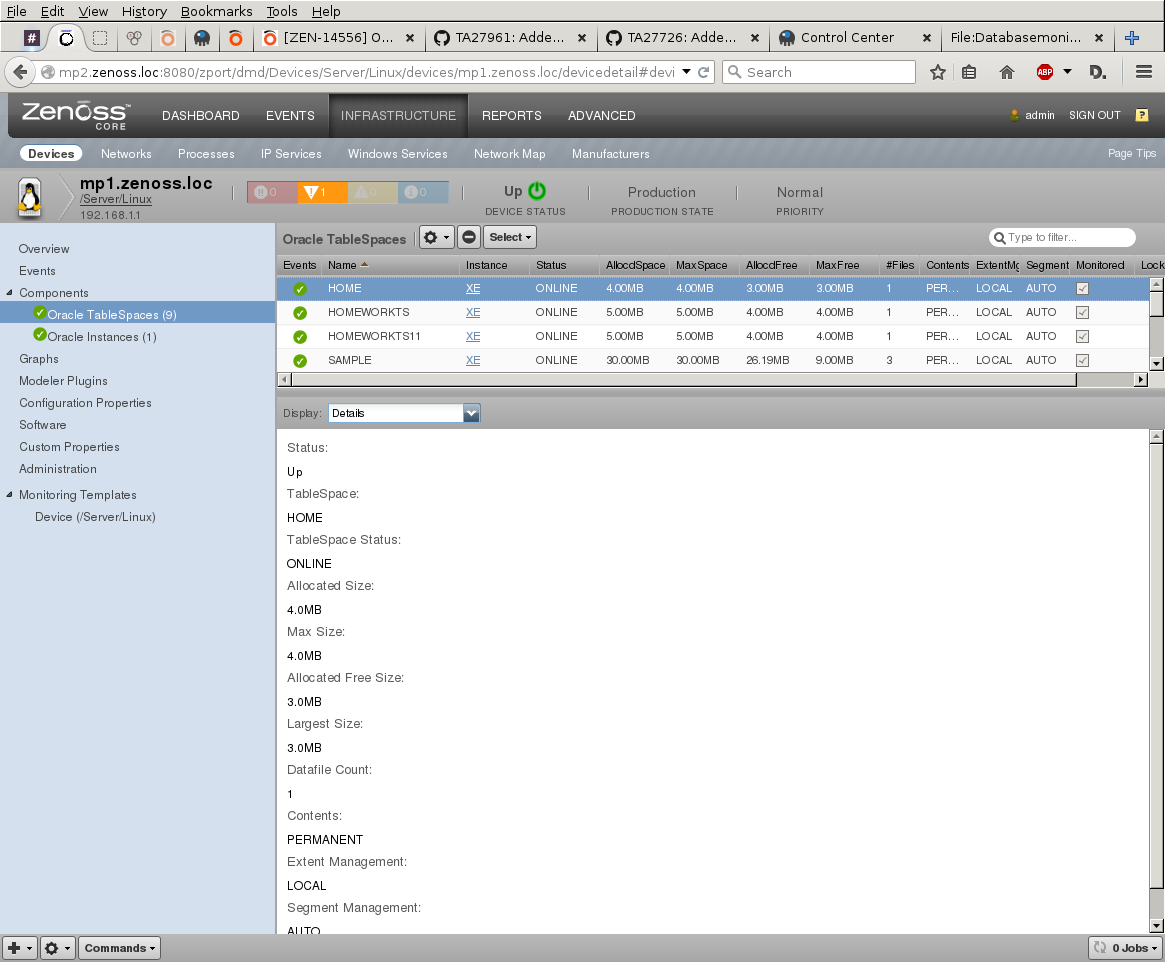 File Edit View History Bookmarks Tools Help
# [ZEN-14556] O... × TA27961: Adde... × TA27726: Adde... × Control Center × File:Databasemoni... ×
mp2.zenoss.loc:8080/zport/dmd/Devices/Server/Linux/devices/mp1.zenoss.loc/devicedetail#devi Search ABP D.
Zenoss CORE DASHBOARD EVENTS INFRASTRUCTURE REPORTS ADVANCED admin SIGN OUT ?
Devices Networks Processes IP Services Windows Services Network Map Manufacturers Page Tips
mp1.zenoss.loc
/Server/Linux
192.168.1.1
0 1 0 0
Up
DEVICE STATUS
Production
PRODUCTION STATE
Normal
PRIORITY
Overview
Events
Components
Oracle TableSpaces (9)
Oracle Instances (1)
Graphs
Modeler Plugins
Configuration Properties
Software
Custom Properties
Administration
Monitoring Templates
Device (/Server/Linux)
Oracle TableSpaces Select Type to filter...
Events Name Instance Status AllocdSpace MaxSpace AllocdFree MaxFree #Files Contents ExtentMg Segment Monitored Lock
HOME XE ONLINE 4.00MB 4.00MB 3.00MB 3.00MB 1 PER... LOCAL AUTO
HOMEWORKTS XE ONLINE 5.00MB 5.00MB 4.00MB 4.00MB 1 PER... LOCAL AUTO
HOMEWORKTS11 XE ONLINE 5.00MB 5.00MB 4.00MB 4.00MB 1 PER... LOCAL AUTO
SAMPLE XE ONLINE 30.00MB 30.00MB 26.19MB 9.00MB 3 PER... LOCAL AUTO
Display: Details
Status:
Up
TableSpace:
HOME
TableSpace Status:
ONLINE
Allocated Size:
4.0MB
Max Size:
4.0MB
Allocated Free Size:
3.0MB
Largest Size:
3.0MB
Datafile Count:
1
Contents:
PERMANENT
Extent Management:
LOCAL
Segment Management:
AUTO
Commands 0 Jobs